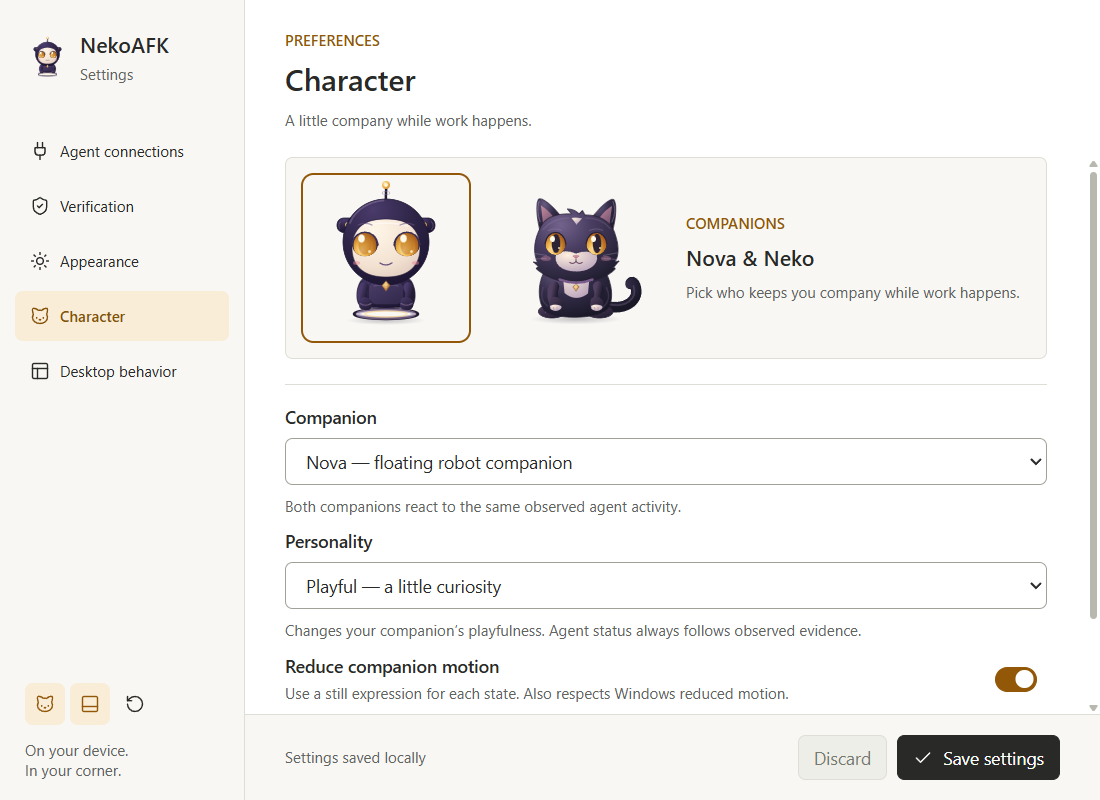 NekoAFK
Settings
Agent connections
Verification
Appearance
Character
Desktop behavior
On your device.
In your corner.
PREFERENCES
Character
A little company while work happens.
COMPANIONS
Nova & Neko
Pick who keeps you company while work happens.
Companion
Nova — floating robot companion
Both companions react to the same observed agent activity.
Personality
Playful — a little curiosity
Changes your companion’s playfulness. Agent status always follows observed evidence.
Reduce companion motion
Use a still expression for each state. Also respects Windows reduced motion.
Settings saved locally
Discard
Save settings